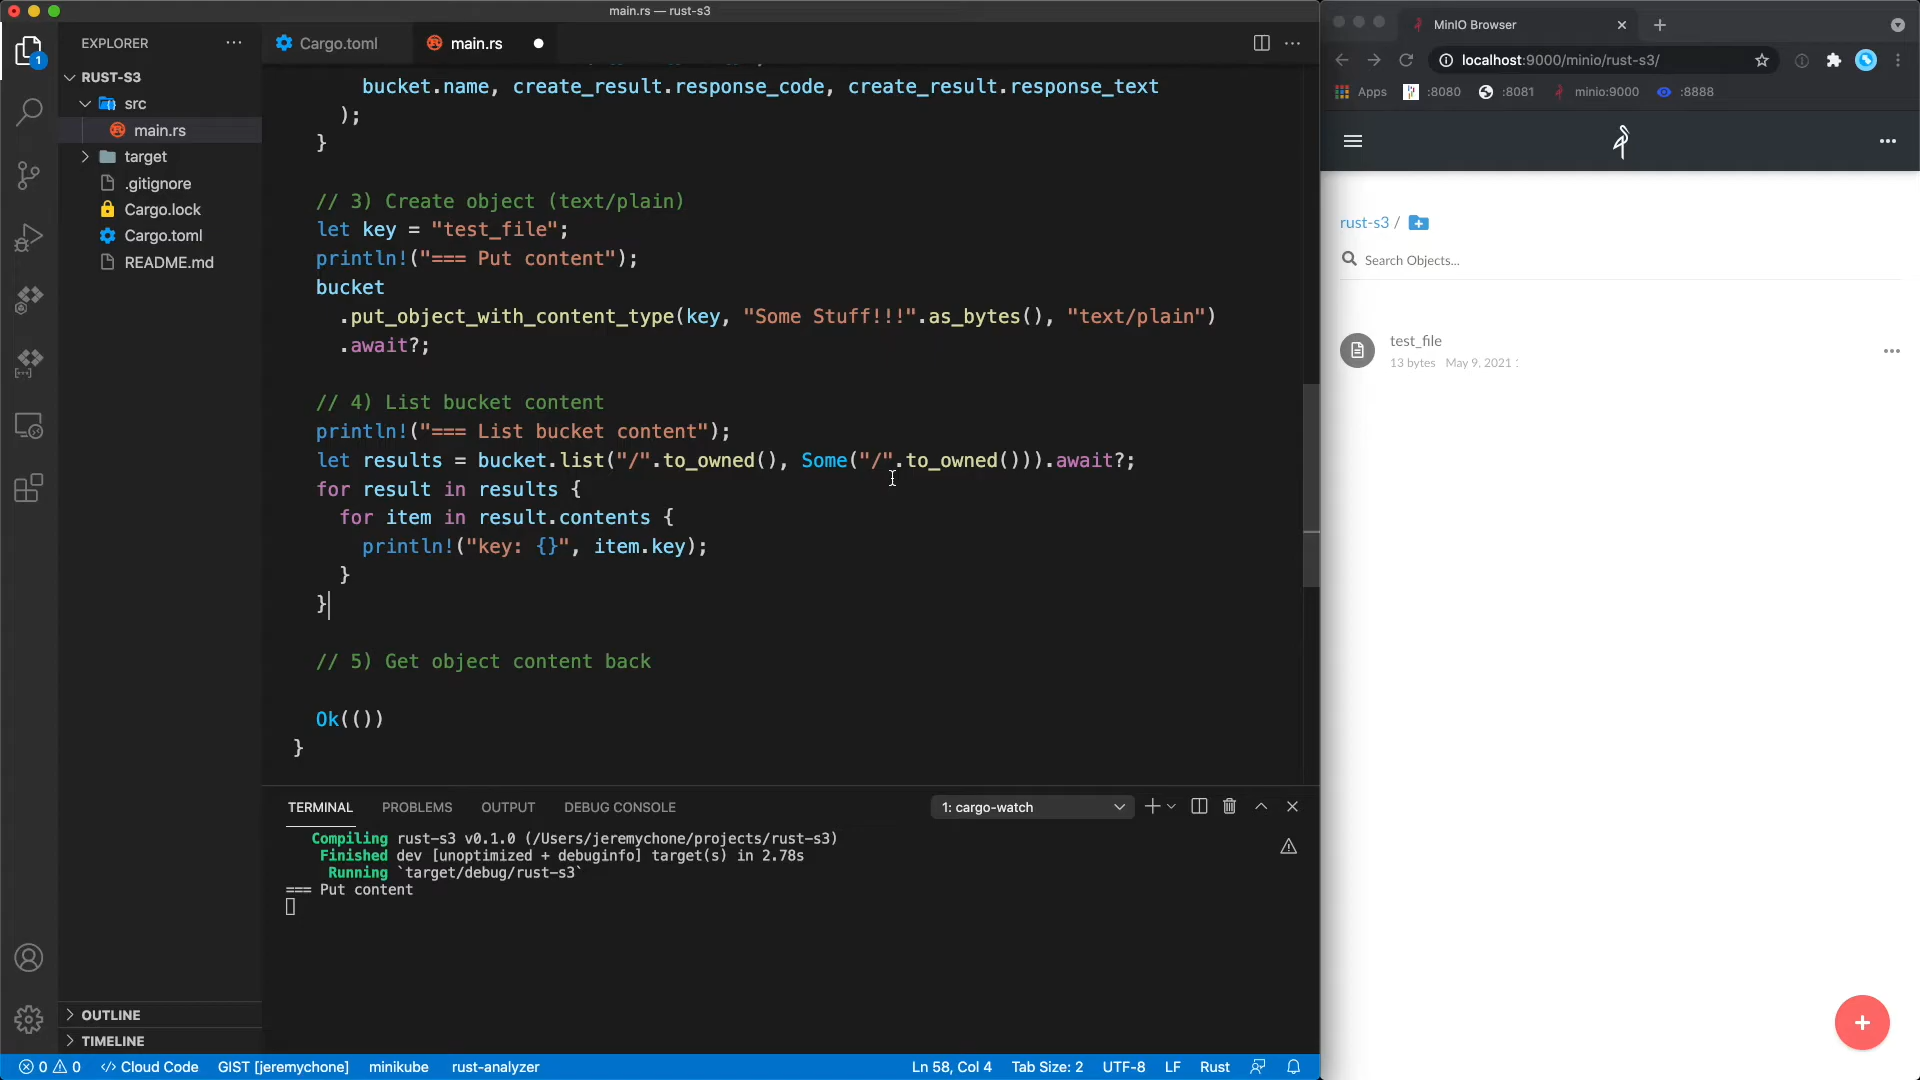 main.rs — rust-s3
EXPLORER
RUST-S3
src
main.rs
target
.gitignore
Cargo.lock
Cargo.toml
README.md
OUTLINE
TIMELINE
1
Cargo.toml
main.rs
bucket.name, create_result.response_code, create_result.response_text
);
}
// 3) Create object (text/plain)
let key = "test_file";
println!("=== Put content");
bucket
.put_object_with_content_type(key, "Some Stuff!!!".as_bytes(), "text/plain")
.await?;
// 4) List bucket content
println!("=== List bucket content");
let results = bucket.list("/".to_owned(), Some("/".to_owned())).await?;
for result in results {
for item in result.contents {
println!("key: {}", item.key);
}
}
// 5) Get object content back
Ok(())
}
TERMINAL PROBLEMS OUTPUT DEBUG CONSOLE 1: cargo-watch
Compiling rust-s3 v0.1.0 (/Users/jeremychone/projects/rust-s3)
Finished dev [unoptimized + debuginfo] target(s) in 2.78s
Running `target/debug/rust-s3`
=== Put content
0 0 Cloud Code GIST [jeremychone] minikube rust-analyzer Ln 58, Col 4 Tab Size: 2 UTF-8 LF Rust
MinIO Browser
localhost:9000/minio/rust-s3/
Apps :8080 :8081 minio:9000 :8888
rust-s3 /
Search Objects...
test_file
13 bytes May 9, 2021